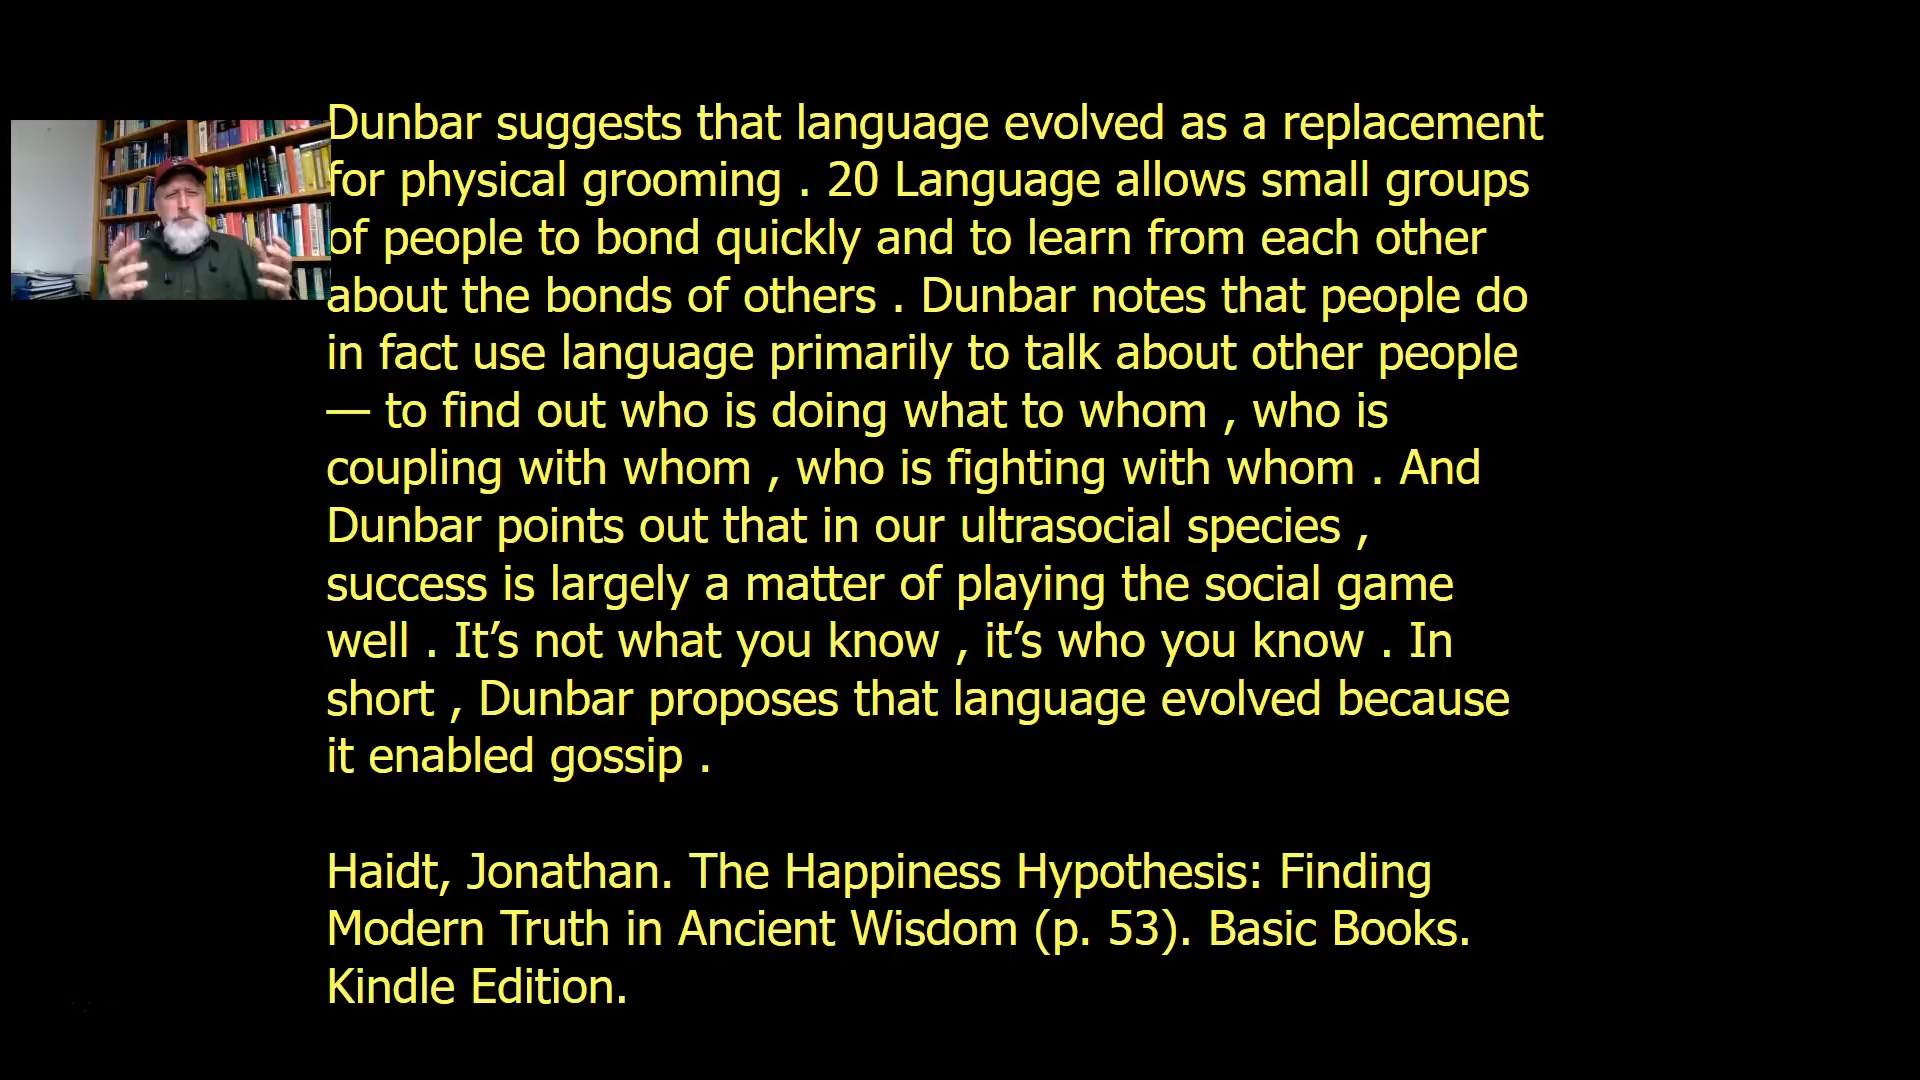 Dunbar suggests that language evolved as a replacement
for physical grooming . 20 Language allows small groups
of people to bond quickly and to learn from each other
about the bonds of others . Dunbar notes that people do
in fact use language primarily to talk about other people
— to find out who is doing what to whom , who is
coupling with whom , who is fighting with whom . And
Dunbar points out that in our ultrasocial species ,
success is largely a matter of playing the social game
well . It’s not what you know , it’s who you know . In
short , Dunbar proposes that language evolved because
it enabled gossip .
Haidt, Jonathan. The Happiness Hypothesis: Finding
Modern Truth in Ancient Wisdom (p. 53). Basic Books.
Kindle Edition.